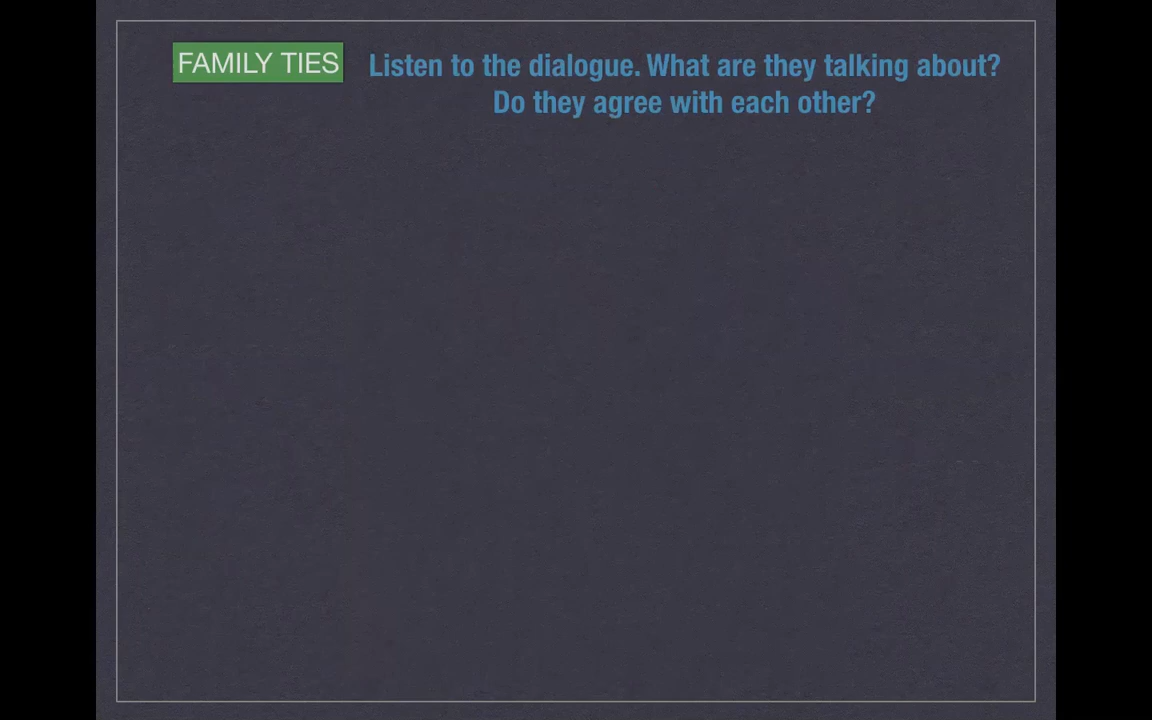 FAMILY TIES
Listen to the dialogue. What are they talking about?
Do they agree with each other?